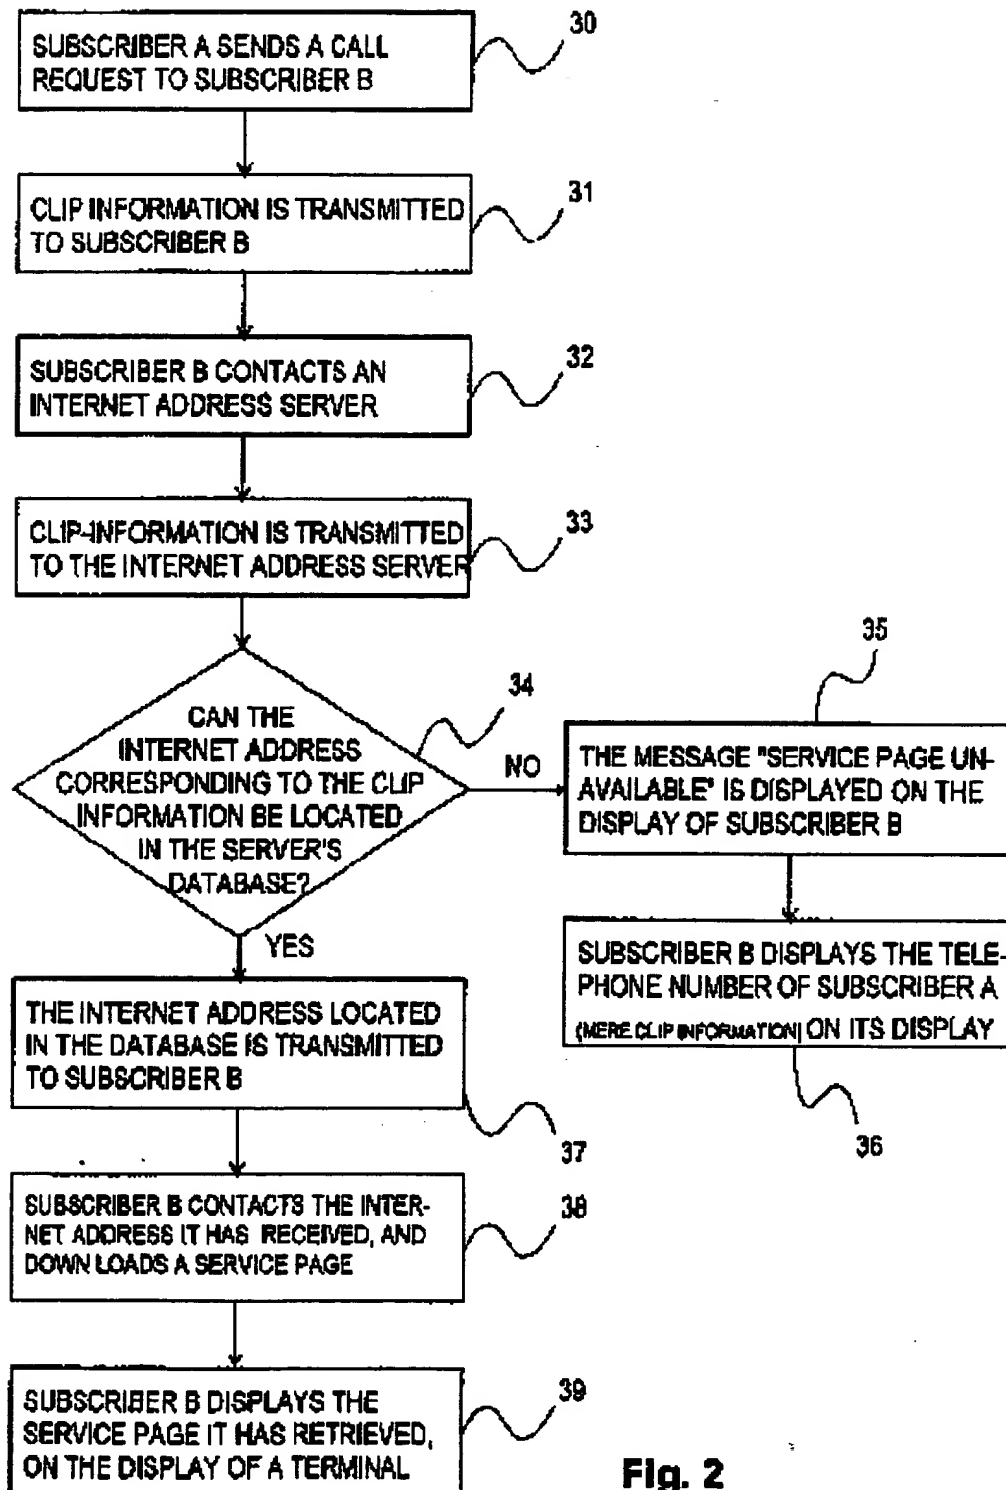 30
SUBSCRIBER A SENDS A CALL
REQUEST TO SUBSCRIBER B
31
CLIP INFORMATION IS TRANSMITTED
TO SUBSCRIBER B
32
SUBSCRIBER B CONTACTS AN
INTERNET ADDRESS SERVER
33
CLIP-INFORMATION IS TRANSMITTED
TO THE INTERNET ADDRESS SERVER
34
CAN THE
INTERNET ADDRESS
CORRESPONDING TO THE CLIP
INFORMATION BE LOCATED
IN THE SERVER'S
DATABASE?
NO
35
THE MESSAGE "SERVICE PAGE UN-
AVAILABLE" IS DISPLAYED ON THE
DISPLAY OF SUBSCRIBER B
SUBSCRIBER B DISPLAYS THE TELE-
PHONE NUMBER OF SUBSCRIBER A
(MERE CLIP INFORMATION) ON ITS DISPLAY
36
YES
THE INTERNET ADDRESS LOCATED
IN THE DATABASE IS TRANSMITTED
TO SUBSCRIBER B
37
SUBSCRIBER B CONTACTS THE INTER-
NET ADDRESS IT HAS RECEIVED, AND
DOWN LOADS A SERVICE PAGE
38
SUBSCRIBER B DISPLAYS THE
SERVICE PAGE IT HAS RETRIEVED,
ON THE DISPLAY OF A TERMINAL
39
Fig. 2